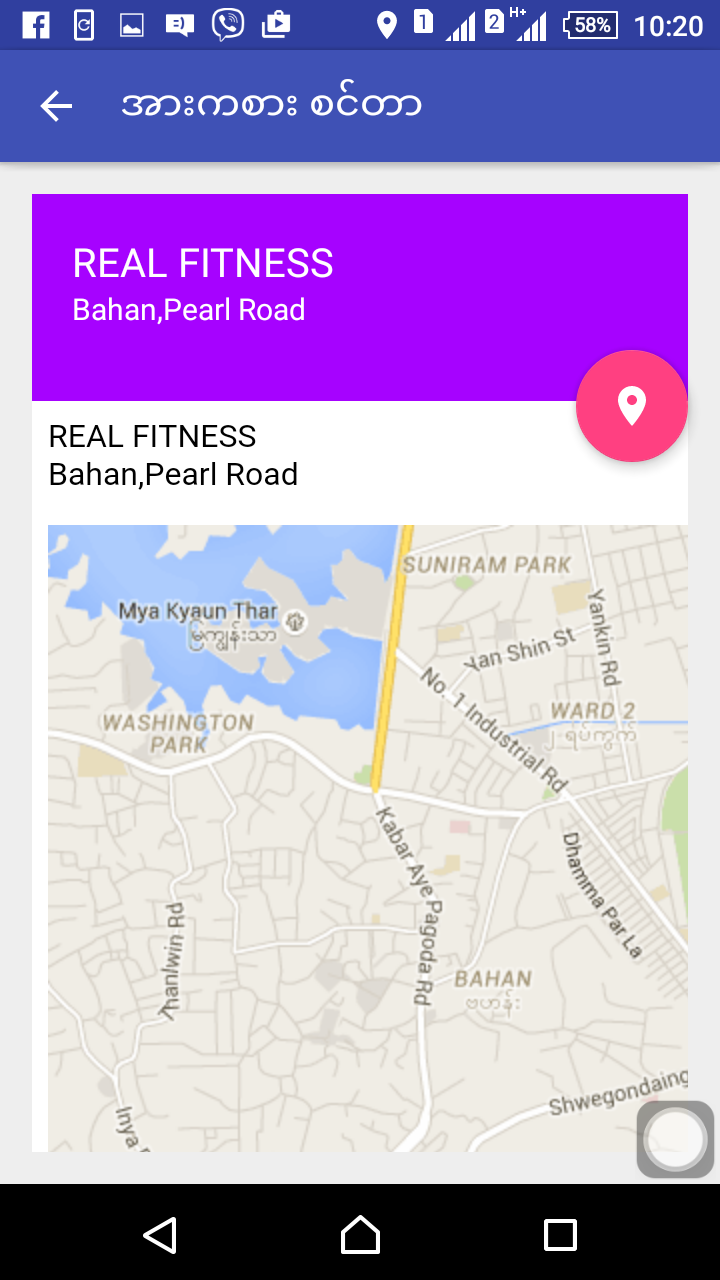 1 2 H+ 58% 10:20
အားကစား စင်တာ
REAL FITNESS
Bahan,Pearl Road
REAL FITNESS
Bahan,Pearl Road
SUNIRAM PARK
Mya Kyaun Thar
မြကျွန်းသာ
Yankin Rd
Yan Shin St
No. 1 Industrial Rd
WARD 2
၂ ရပ်ကွက်
WASHINGTON
PARK
Kabar Aye Pagoda Rd
Dhamma Par La
Thanlwin Rd
BAHAN
ဗဟန်း
Shwegondaing
Inya